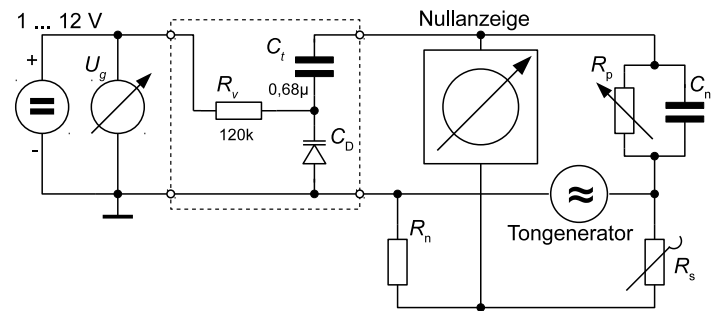 1 ... 12 V
Nullanzeige
+
U g
-
R v
120k
C t
0,68µ
C D
R p
C n
Tongenerator
R n
R s